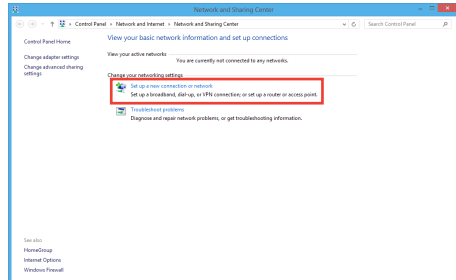 Network and Sharing Center
Control Panel Network and Internet Network and Sharing Center
Search Control Panel
Control Panel Home
Change adapter settings
Change advanced sharing
settings
View your basic network information and set up connections
View your active networks
You are currently not connected to any networks.
Change your networking settings
Set up a new connection or network
Set up a broadband, dial-up, or VPN connection; or set up a router or access point.
Troubleshoot problems
Diagnose and repair network problems, or get troubleshooting information.
See also
HomeGroup
Internet Options
Windows Firewall